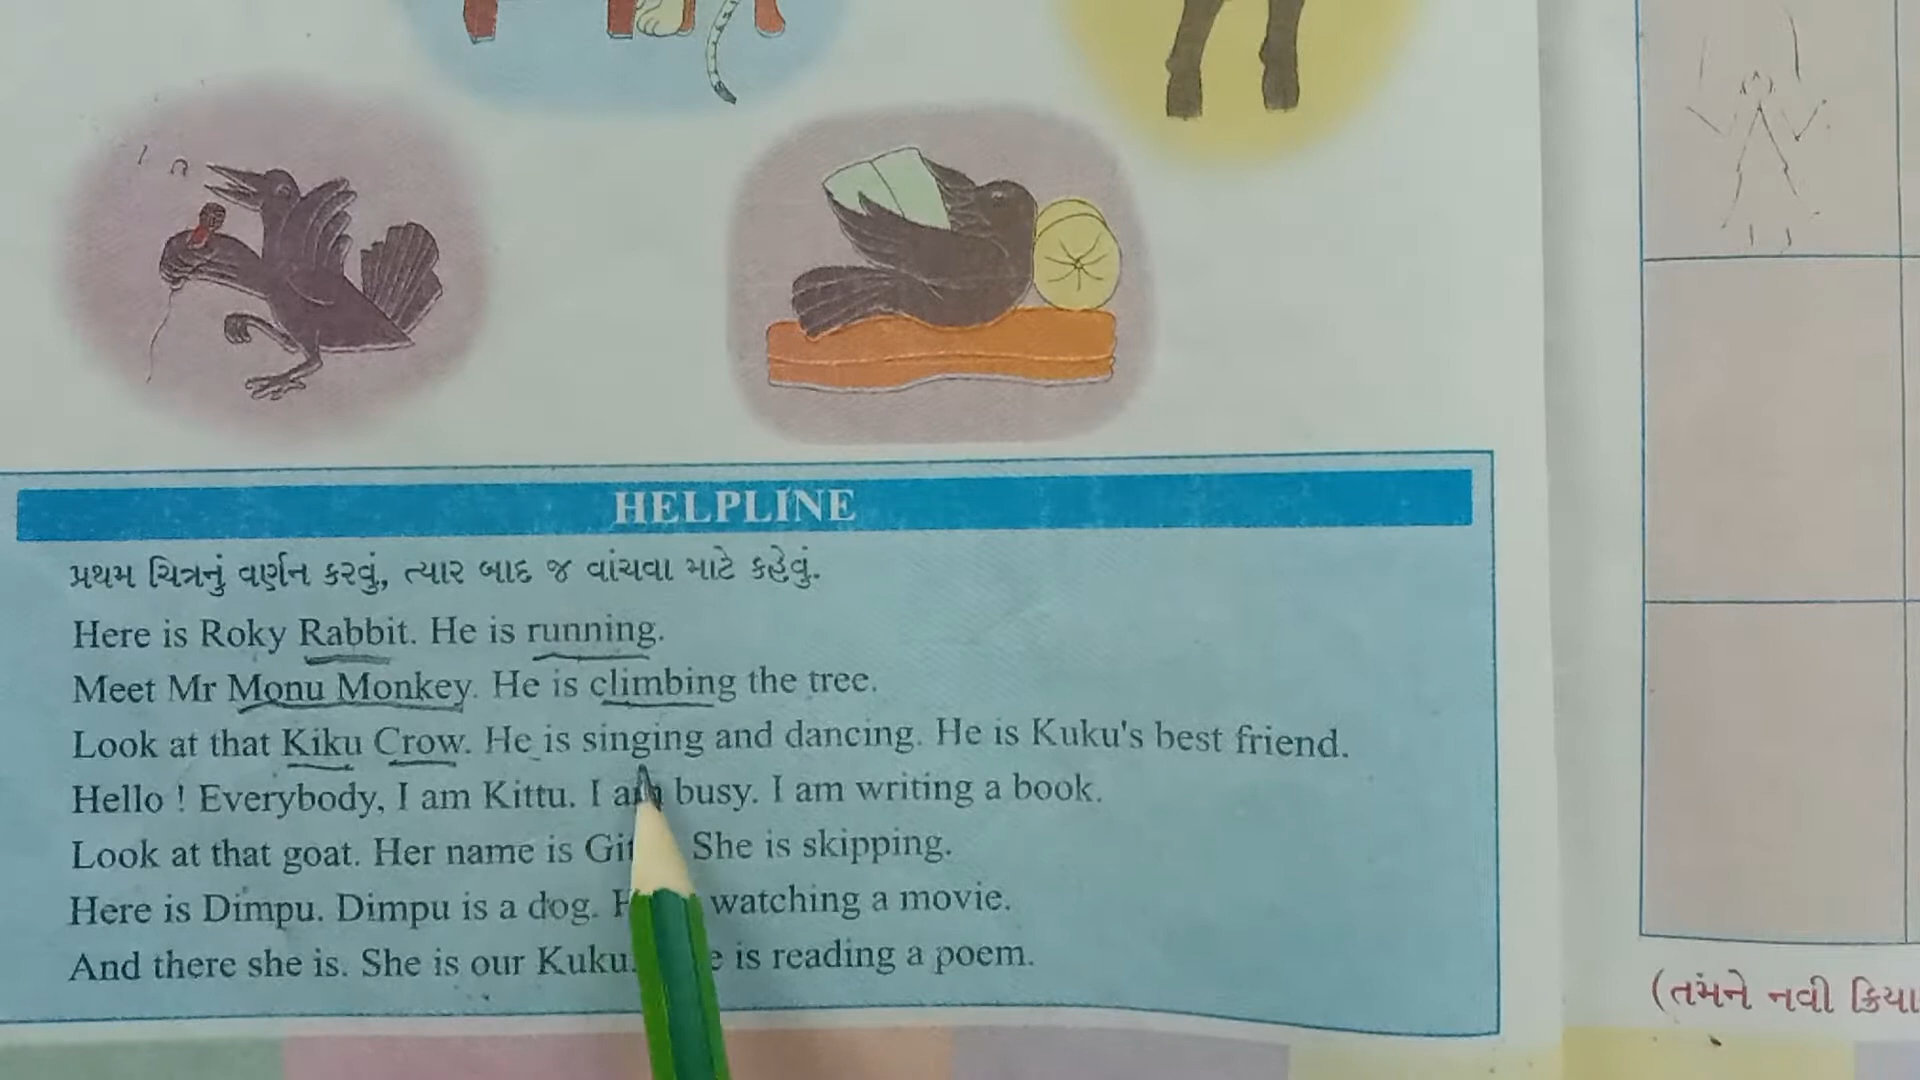 HELPLINE
પ્રથમ ચિત્રનું વર્ણન કરવું, ત્યાર બાદ જ વાંચવા માટે કહેવું.
Here is Roky Rabbit. He is running.
Meet Mr Monu Monkey. He is climbing the tree.
Look at that Kiku Crow. He is singing and dancing. He is Kuku's best friend.
Hello ! Everybody, I am Kittu. I am busy. I am writing a book.
Look at that goat. Her name is She is skipping.
Here is Dimpu. Dimpu is a dog. watching a movie.
And there she is. She is our Kuku. is reading a poem.
(તમને નવી ક્રિયા